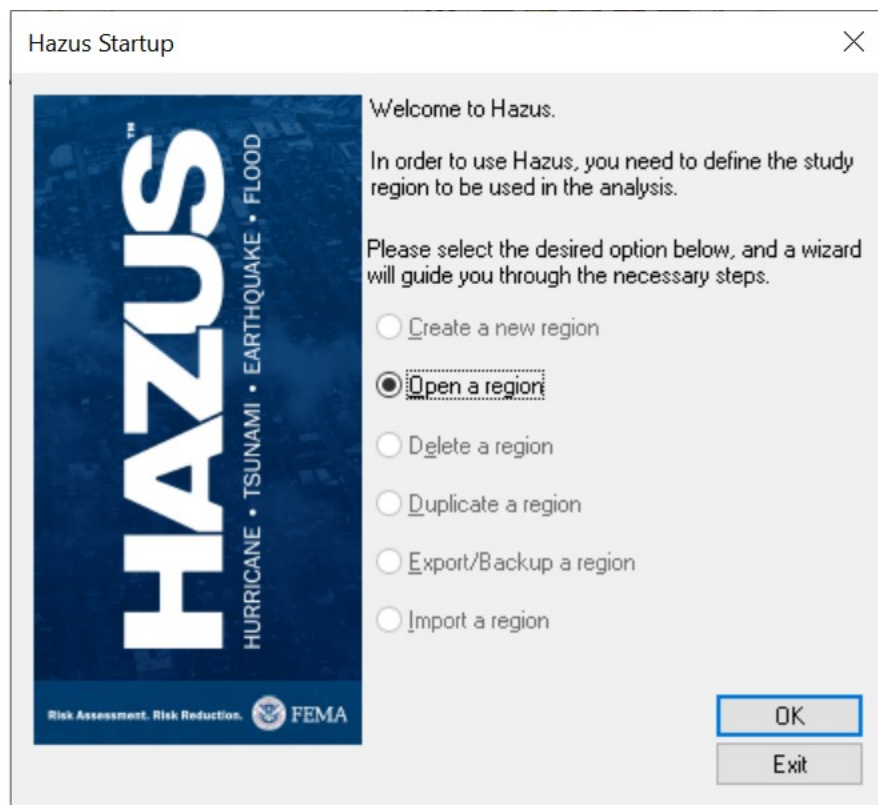 Hazus Startup
HAZUS™
HURRICANE • TSUNAMI • EARTHQUAKE • FLOOD
Risk Assessment. Risk Reduction. FEMA
Welcome to Hazus.
In order to use Hazus, you need to define the study
region to be used in the analysis.
Please select the desired option below, and a wizard
will guide you through the necessary steps.
Create a new region
Open a region
Delete a region
Duplicate a region
Export/Backup a region
Import a region
OK
Exit